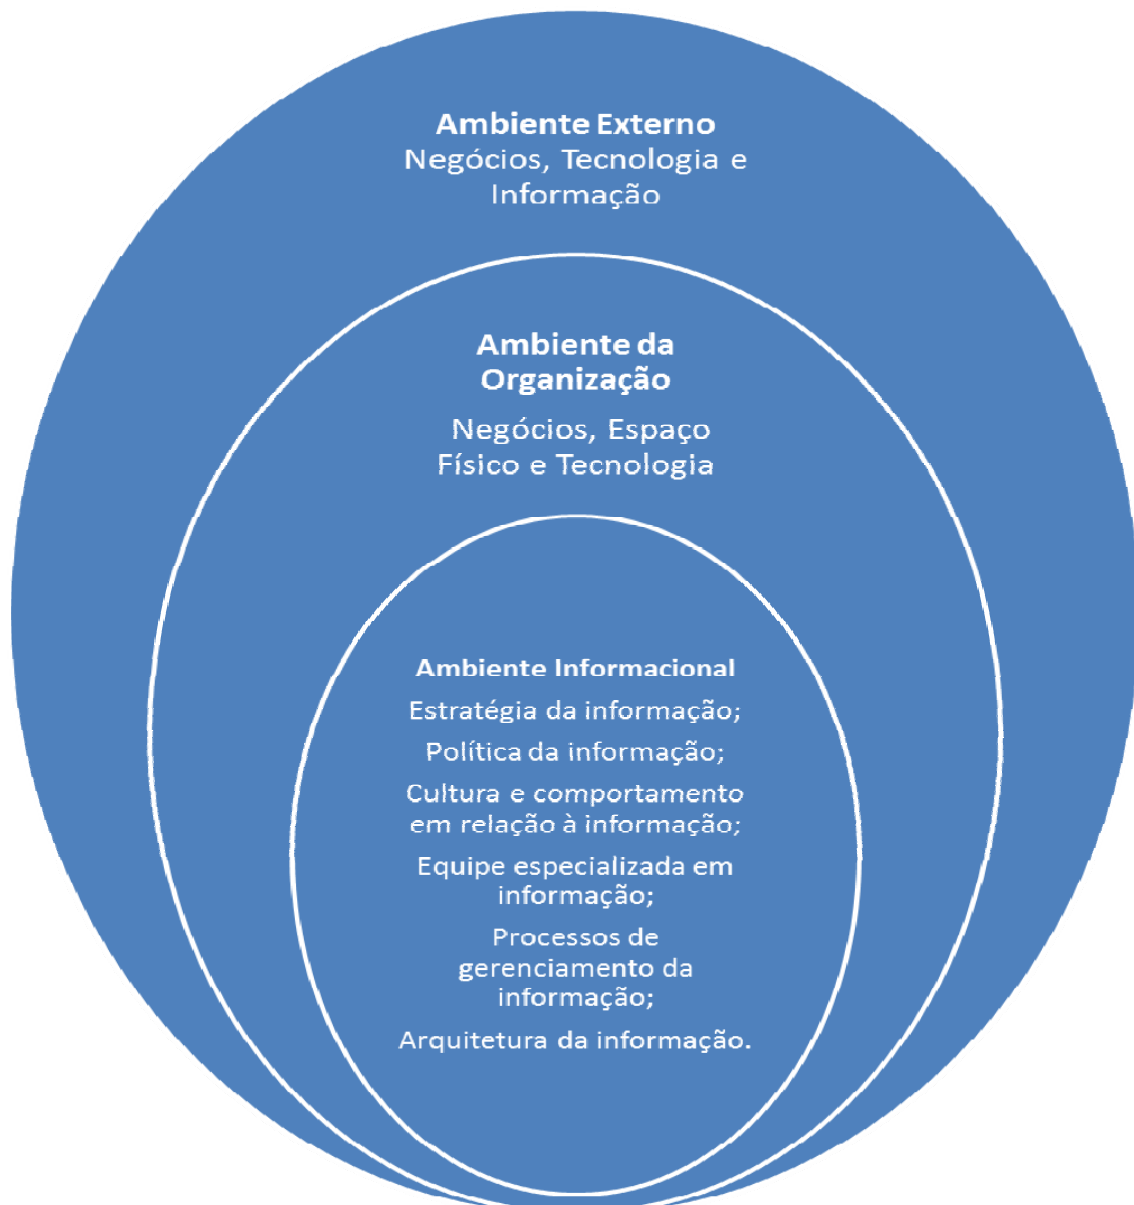 Ambiente Externo
Negócios, Tecnologia e
Informação
Ambiente da
Organização
Negócios, Espaço
Físico e Tecnologia
Ambiente Informacional
Estratégia da informação;
Política da informação;
Cultura e comportamento
em relação à informação;
Equipe especializada em
informação;
Processos de
gerenciamento da
informação;
Arquitetura da informação.